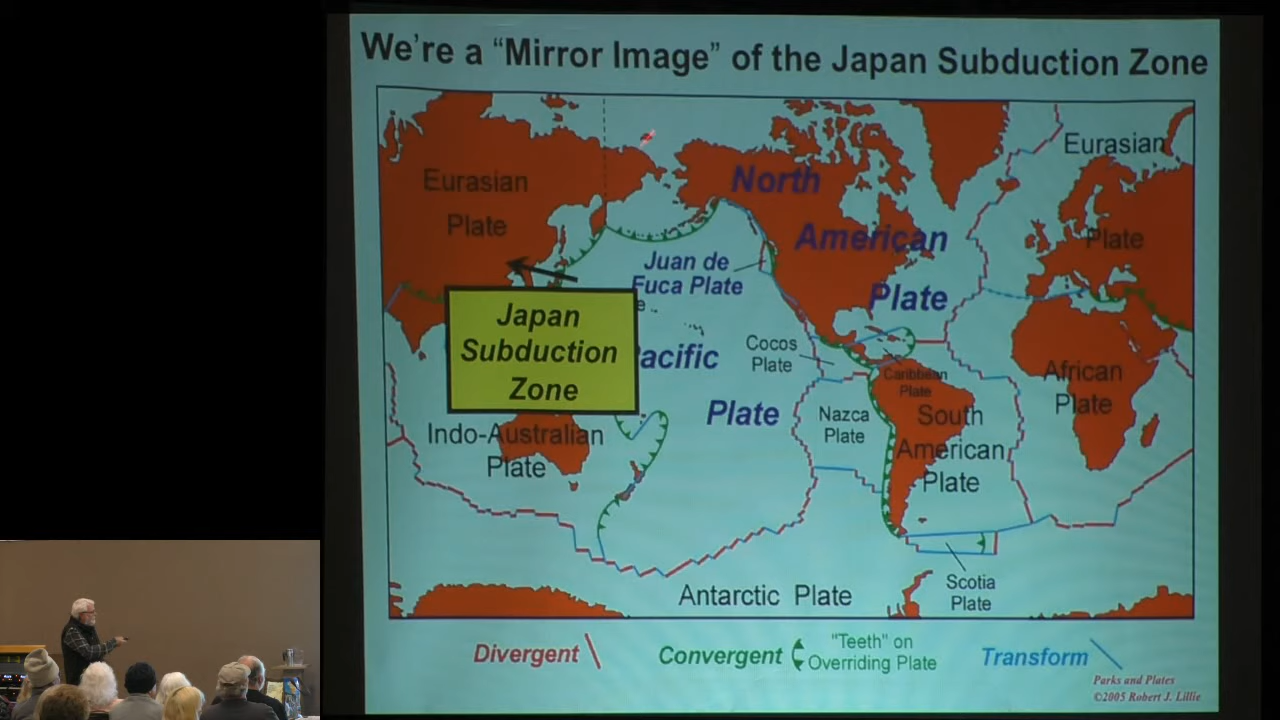 We're a “Mirror Image” of the Japan Subduction Zone
Eurasian
Plate
North
American
Plate
Eurasian
Plate
Juan de
Fuca Plate
Japan
Subduction
Zone
acific
Plate
Cocos
Plate
Caribbean
Plate
African
Plate
Nazca
Plate
South
American
Plate
Indo-Australian
Plate
Antarctic Plate
Scotia
Plate
Divergent
Convergent
"Teeth" on
Overriding Plate
Transform
Parks and Plates
©2005 Robert J. Lillie